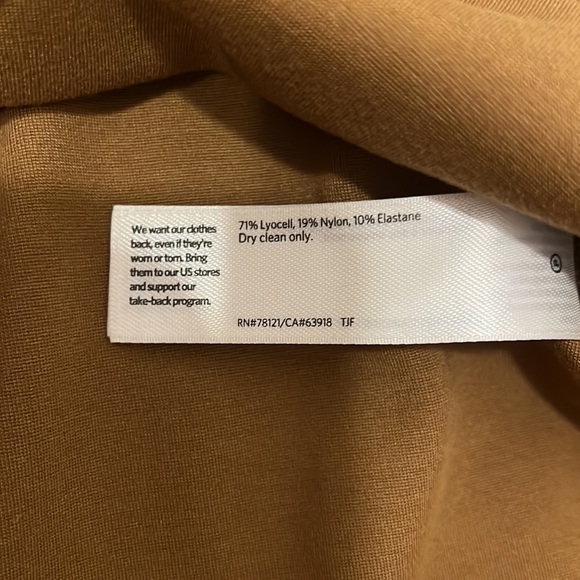 We want our clothes
back, even if they're
worn or torn. Bring
them to our US stores
and support our
take-back program.
71% Lyocell, 19% Nylon, 10% Elastane
Dry clean only.
RN#78121/CA#63918 TJF